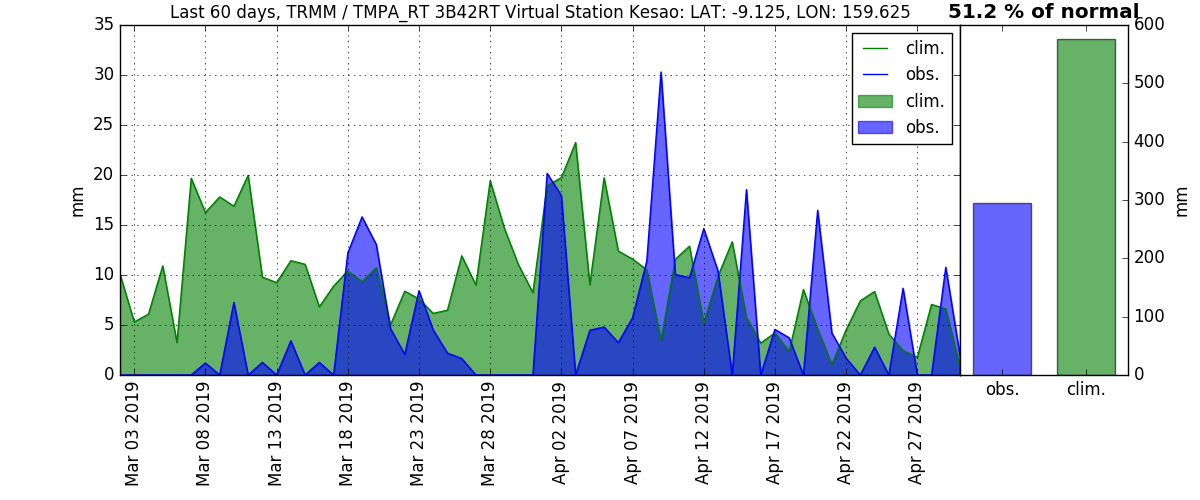 Last 60 days, TRMM / TMPA_RT 3B42RT Virtual Station Kesao: LAT: -9.125, LON: 159.625
51.2 % of normal
35
30
25
20
15
10
5
0
mm
clim.
obs.
clim.
obs.
600
500
400
300
200
100
0
mm
obs.
clim.
Mar 03 2019
Mar 08 2019
Mar 13 2019
Mar 18 2019
Mar 23 2019
Mar 28 2019
Apr 02 2019
Apr 07 2019
Apr 12 2019
Apr 17 2019
Apr 22 2019
Apr 27 2019